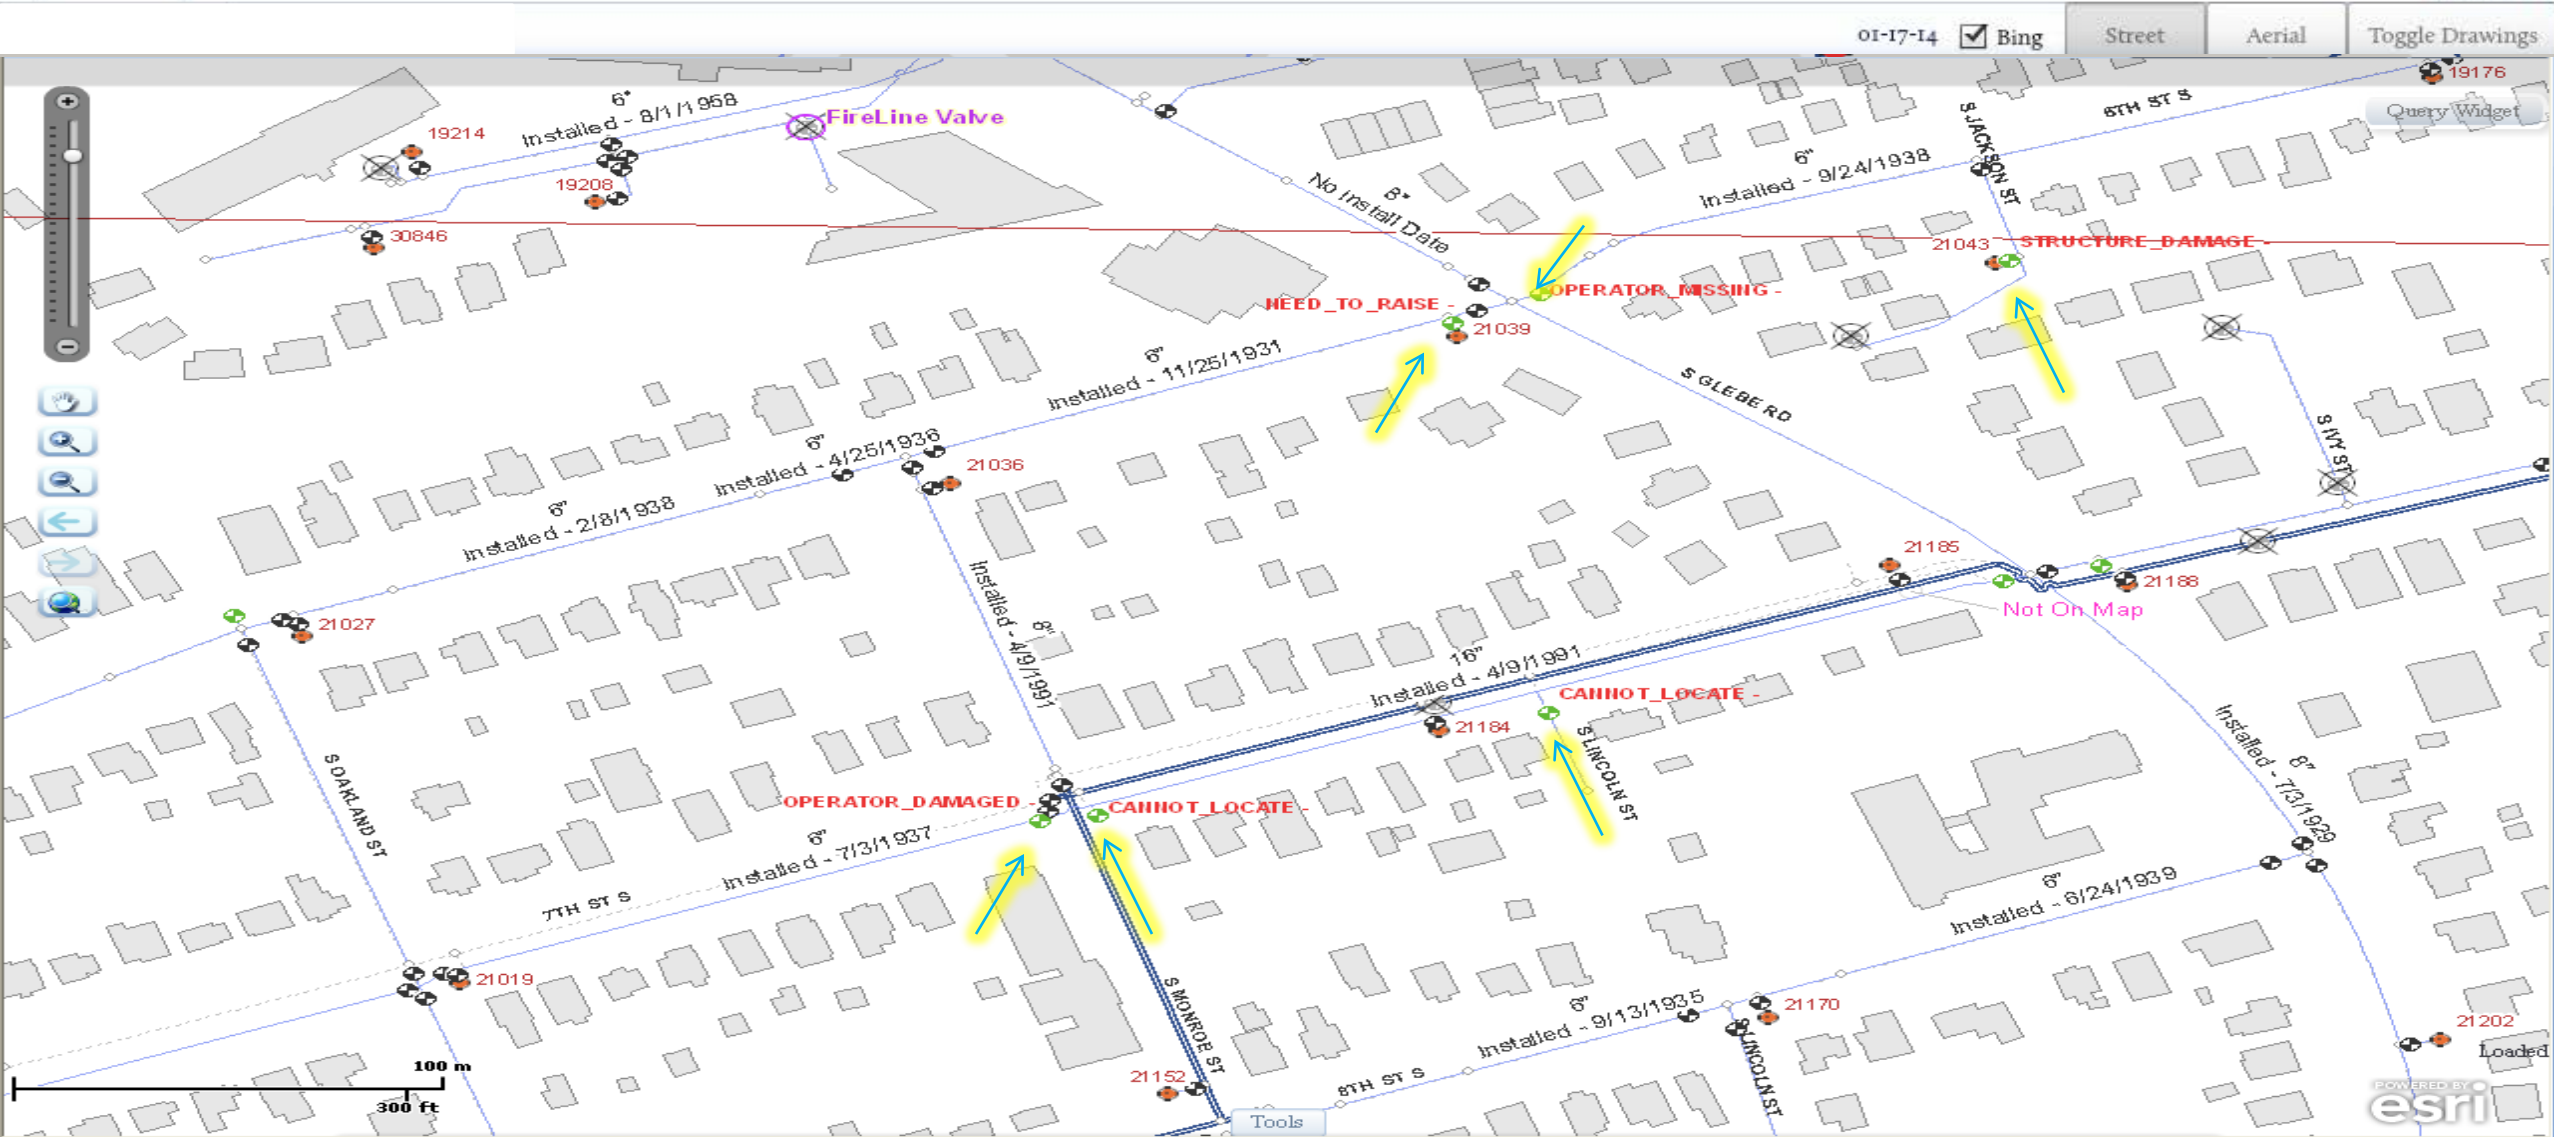 01-17-14
Bing
Street
Aerial
Toggle Drawings
Query Widget
19176
6TH ST S
S JACKSON ST
6"
Installed - 8/1/1958
FireLine Valve
19214
19208
30846
8"
No Install Date
6"
Installed - 9/24/1938
21043
STRUCTURE_DAMAGE -
OPERATOR_MISSING -
NEED_TO_RAISE -
21039
6"
Installed - 11/25/1931
S GLEBE RD
6"
Installed - 4/25/1936
21036
6"
Installed - 2/8/1938
S IVY ST
21027
8"
Installed - 4/9/1991
21185
21188
Not On Map
16"
Installed - 4/9/1991
CANNOT_LOCATE -
21184
S LINCOLN ST
S OAKLAND ST
OPERATOR_DAMAGED -
CANNOT_LOCATE -
6"
Installed - 7/3/1937
7TH ST S
8"
Installed - 7/3/1929
6"
Installed - 6/24/1939
21019
S MONROE ST
6"
Installed - 9/13/1935
21170
S LINCOLN ST
21202
Loaded
21152
8TH ST S
100 m
300 ft
Tools
POWERED BY
esri